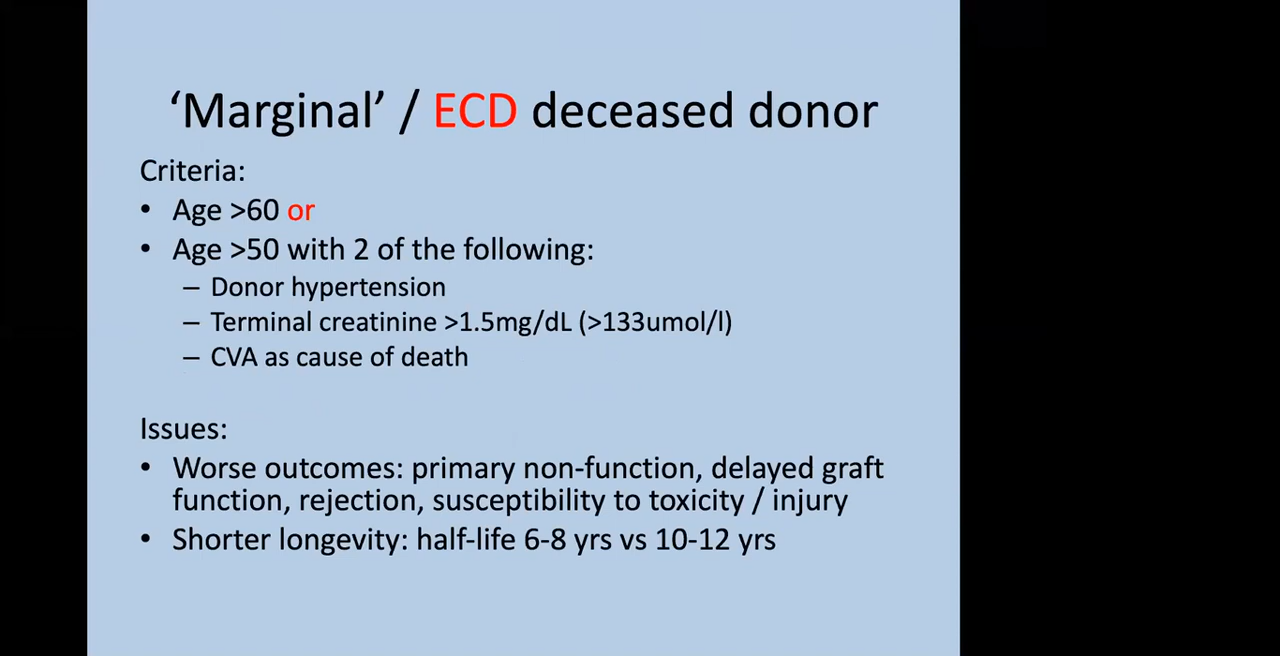 ‘Marginal’ / ECD deceased donor
Criteria:
• Age >60 or
• Age >50 with 2 of the following:
– Donor hypertension
– Terminal creatinine >1.5mg/dL (>133umol/l)
– CVA as cause of death
Issues:
• Worse outcomes: primary non-function, delayed graft
function, rejection, susceptibility to toxicity / injury
• Shorter longevity: half-life 6-8 yrs vs 10-12 yrs